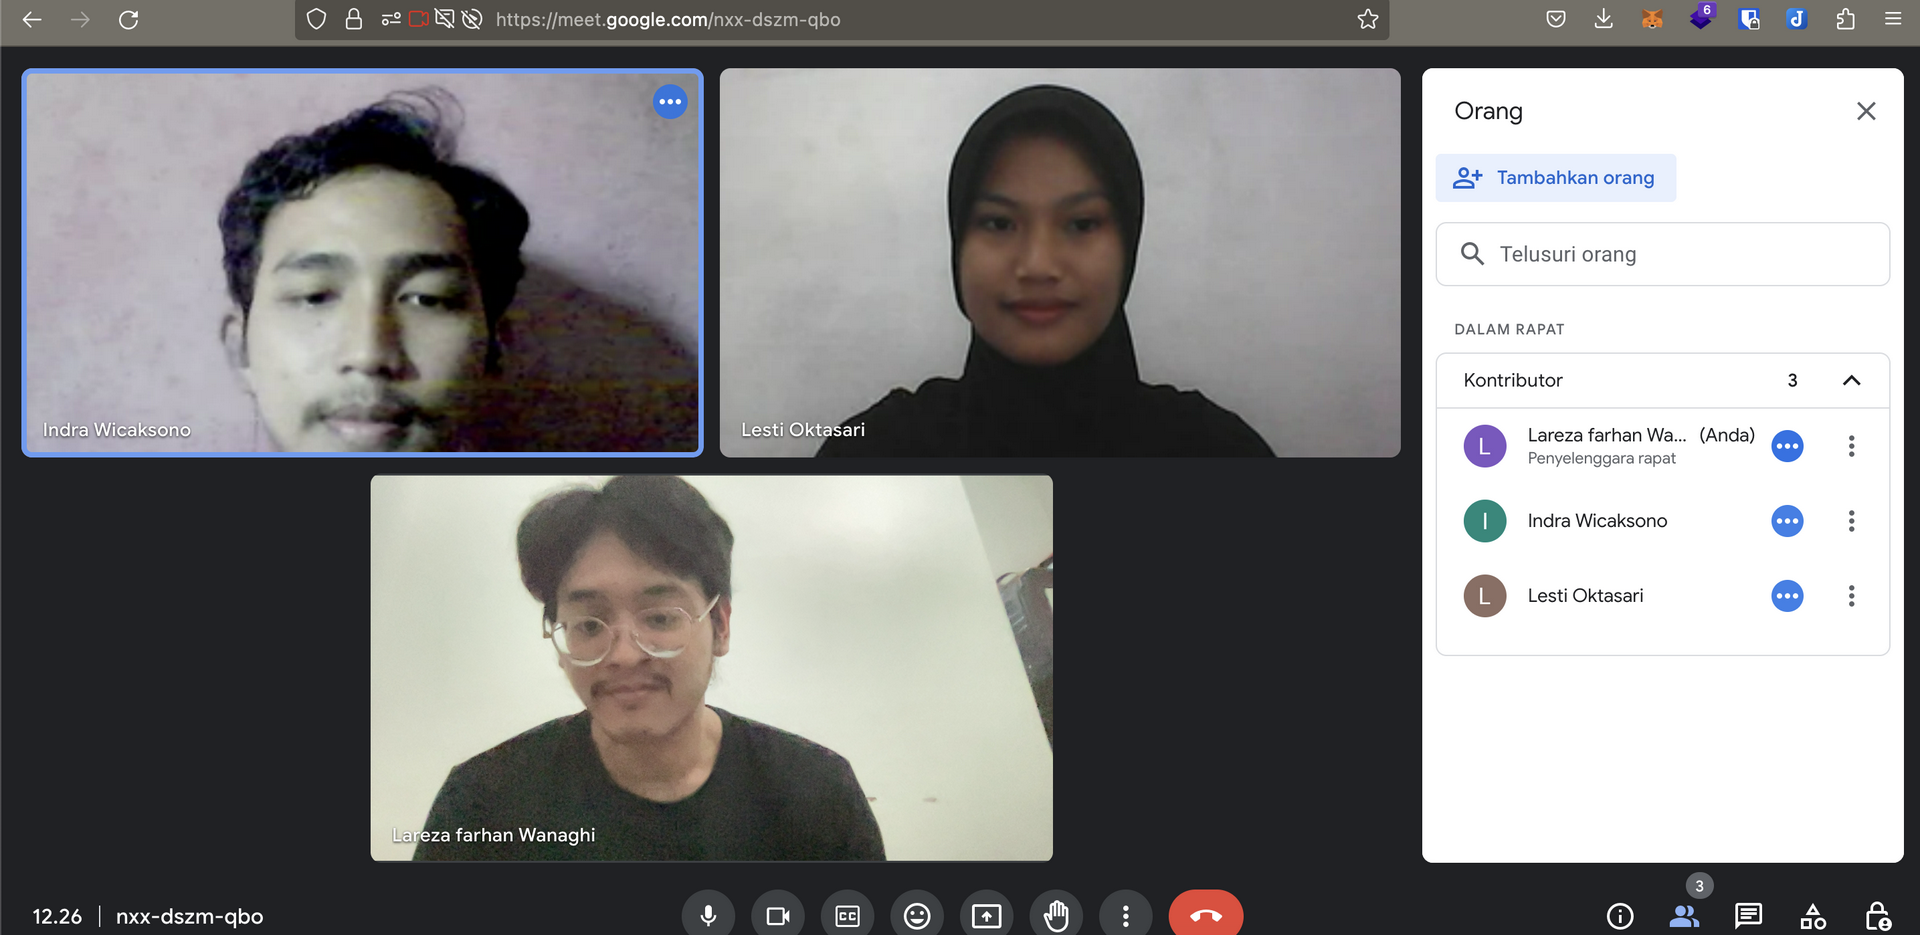 https://meet.google.com/nxx-dszm-qbo
6
Indra Wicaksono
Lesti Oktasari
Lareza farhan Wanaghi
Orang
Tambahkan orang
Telusuri orang
DALAM RAPAT
Kontributor 3
L Lareza farhan Wa... (Anda)
Penyelenggara rapat
I Indra Wicaksono
L Lesti Oktasari
3
12.26 | nxx-dszm-qbo
CC